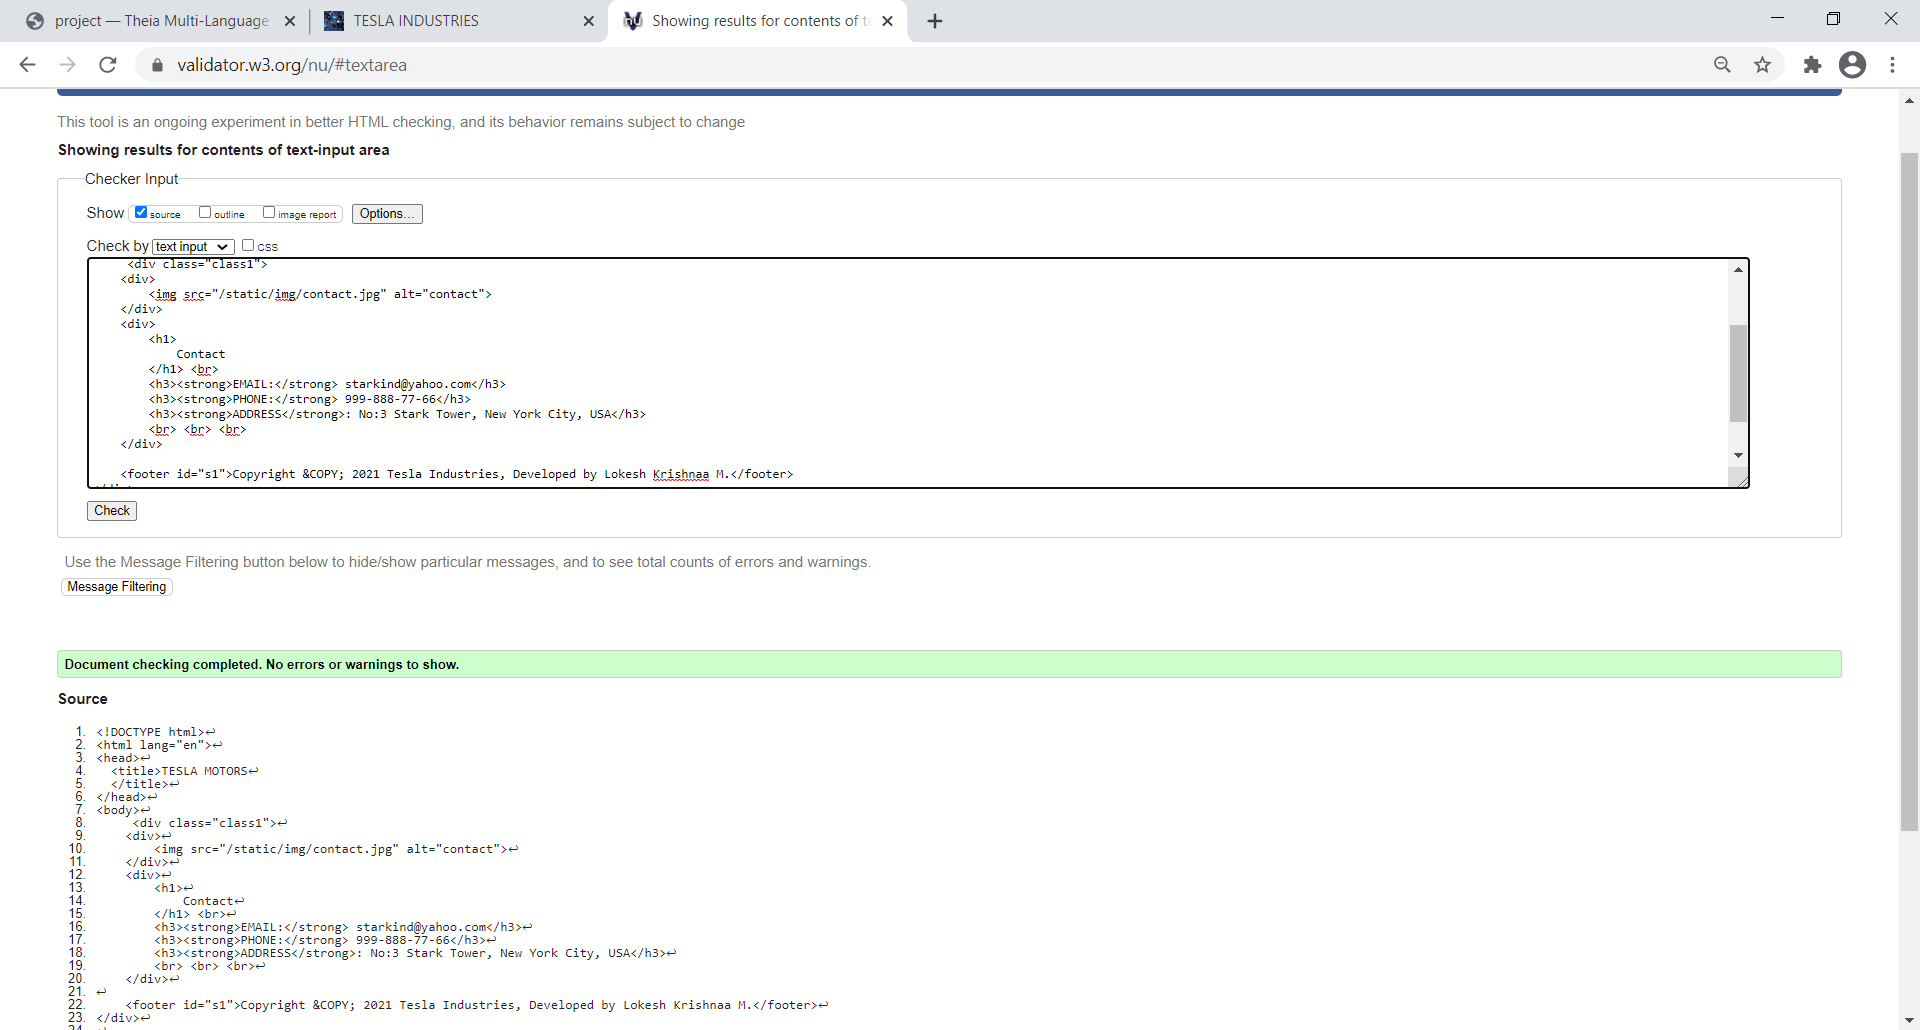 project — Theia Multi-Language
TESLA INDUSTRIES
Showing results for contents of te
validator.w3.org/nu/#textarea
This tool is an ongoing experiment in better HTML checking, and its behavior remains subject to change
Showing results for contents of text-input area
Checker Input
Show source outline image report Options...
Check by text input css
<div class="class1">
<div>
<img src="/static/img/contact.jpg" alt="contact">
</div>
<div>
<h1>
Contact
</h1> <br>
<h3><strong>EMAIL:</strong> starkind@yahoo.com</h3>
<h3><strong>PHONE:</strong> 999-888-77-66</h3>
<h3><strong>ADDRESS</strong>: No:3 Stark Tower, New York City, USA</h3>
<br> <br> <br>
</div>
<footer id="s1">Copyright &COPY; 2021 Tesla Industries, Developed by Lokesh Krishnaa M.</footer>
Check
Use the Message Filtering button below to hide/show particular messages, and to see total counts of errors and warnings.
Message Filtering
Document checking completed. No errors or warnings to show.
Source
1. <!DOCTYPE html>↩
2. <html lang="en">↩
3. <head>↩
4. <title>TESLA MOTORS↩
5. </title>↩
6. </head>↩
7. <body>↩
8. <div class="class1">↩
9. <div>↩
10. <img src="/static/img/contact.jpg" alt="contact">↩
11. </div>↩
12. <div>↩
13. <h1>↩
14. Contact↩
15. </h1> <br>↩
16. <h3><strong>EMAIL:</strong> starkind@yahoo.com</h3>↩
17. <h3><strong>PHONE:</strong> 999-888-77-66</h3>↩
18. <h3><strong>ADDRESS</strong>: No:3 Stark Tower, New York City, USA</h3>↩
19. <br> <br> <br>↩
20. </div>↩
21. ↩
22. <footer id="s1">Copyright &COPY; 2021 Tesla Industries, Developed by Lokesh Krishnaa M.</footer>↩
23. </div>↩